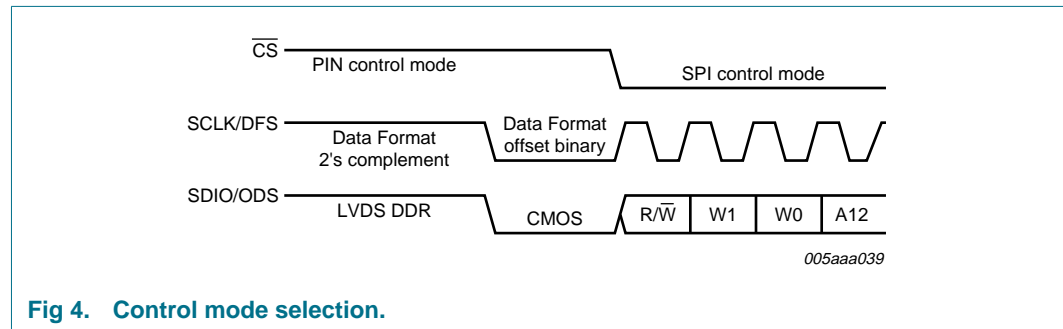 C̅S̅
PIN control mode
SPI control mode
SCLK/DFS
Data Format
2's complement
Data Format
offset binary
SDIO/ODS
LVDS DDR
CMOS
R/W̅
W1
W0
A12
005aaa039
Fig 4. Control mode selection.